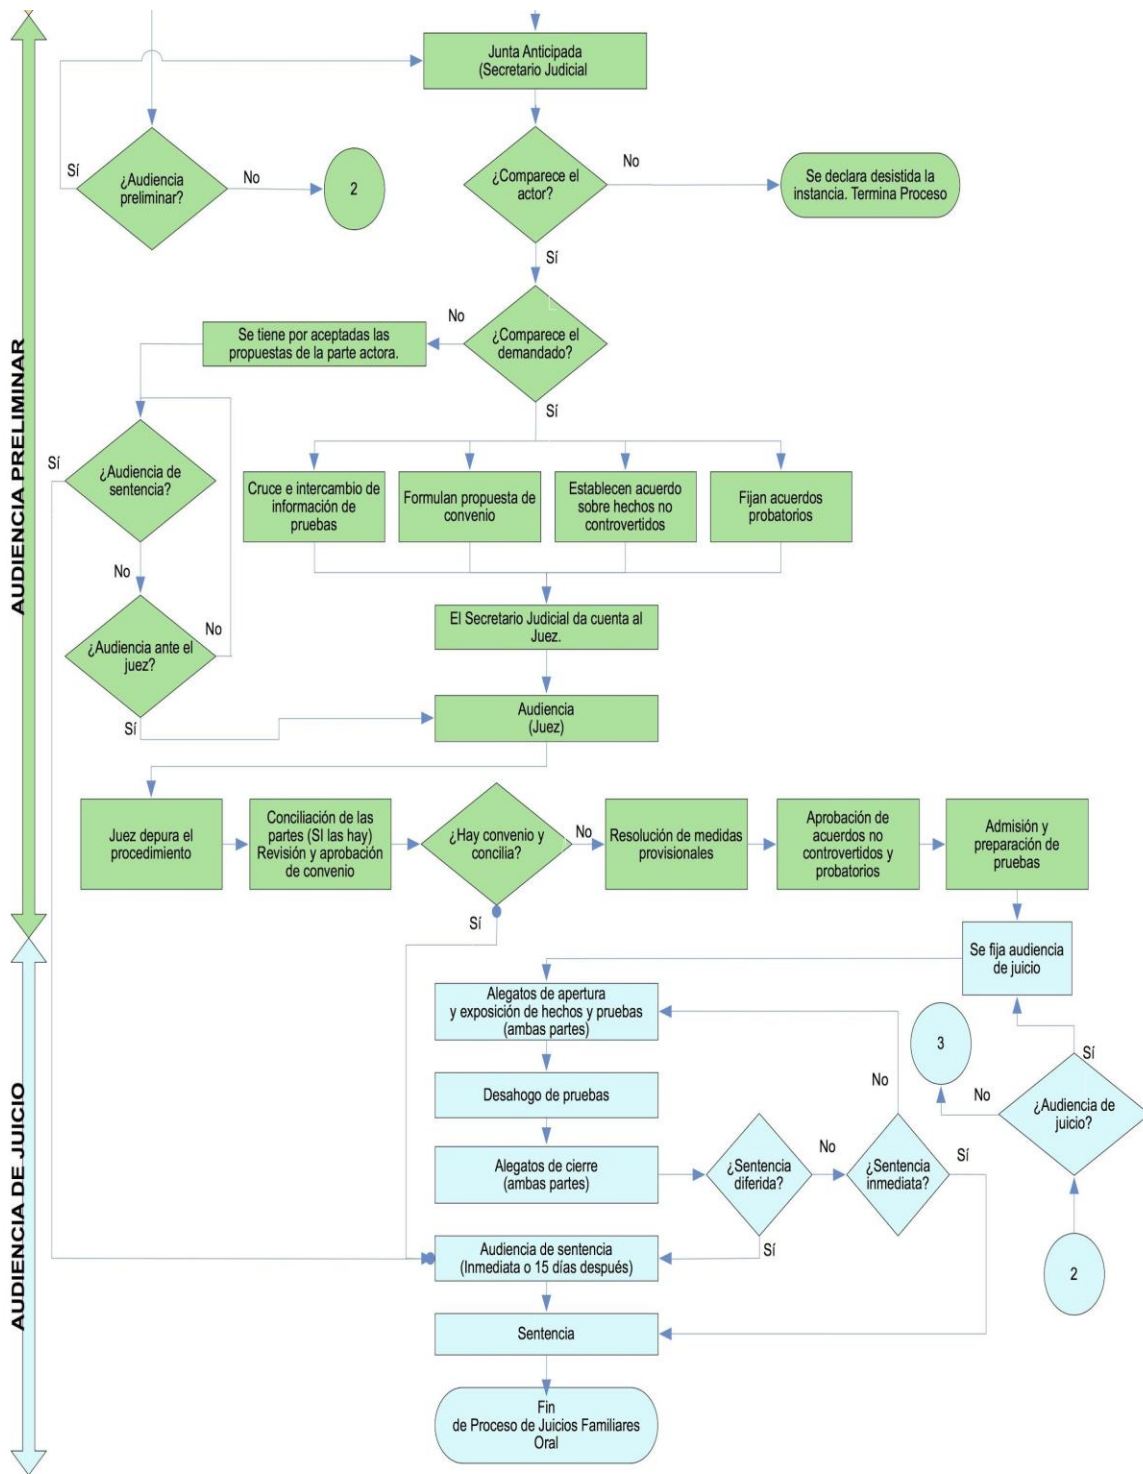 Junta Anticipada
(Secretario Judicial
Sí
¿Audiencia
preliminar?
No
2
¿Comparece el
actor?
No
Se declara desistida la
instancia. Termina Proceso
Sí
AUDIENCIA PRELIMINAR
Se tiene por aceptadas las
propuestas de la parte actora.
No
¿Comparece el
demandado?
Sí
Sí
¿Audiencia de
sentencia?
Cruce e intercambio de
información de
pruebas
Formulan propuesta de
convenio
Establecen acuerdo
sobre hechos no
controvertidos
Fijan acuerdos
probatorios
No
¿Audiencia ante el
juez?
No
Sí
El Secretario Judicial da cuenta al
Juez.
Audiencia
(Juez)
Juez depura el
procedimiento
Conciliación de las
partes (SI las hay)
Revisión y aprobación
de convenio
¿Hay convenio y
concilia?
No
Sí
Resolución de medidas
provisionales
Aprobación de
acuerdos no
controvertidos y
probatorios
Admisión y
preparación de
pruebas
AUDIENCIA DE JUICIO
Se fija audiencia
de juicio
Alegatos de apertura
y exposición de hechos y pruebas
(ambas partes)
3
Sí
No
No
¿Audiencia de
juicio?
Desahogo de pruebas
Alegatos de cierre
(ambas partes)
¿Sentencia
diferida?
No
¿Sentencia
inmediata?
Sí
Sí
2
Audiencia de sentencia
(Inmediata o 15 días después)
Sentencia
Fin
de Proceso de Juicios Familiares
Oral